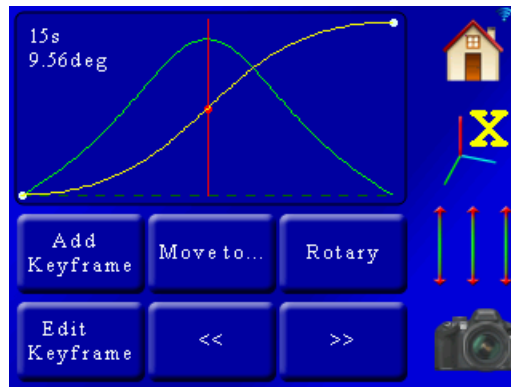 15s
9.56deg
X
Add
Keyframe
Move to...
Rotary
Edit
Keyframe
<<
>>